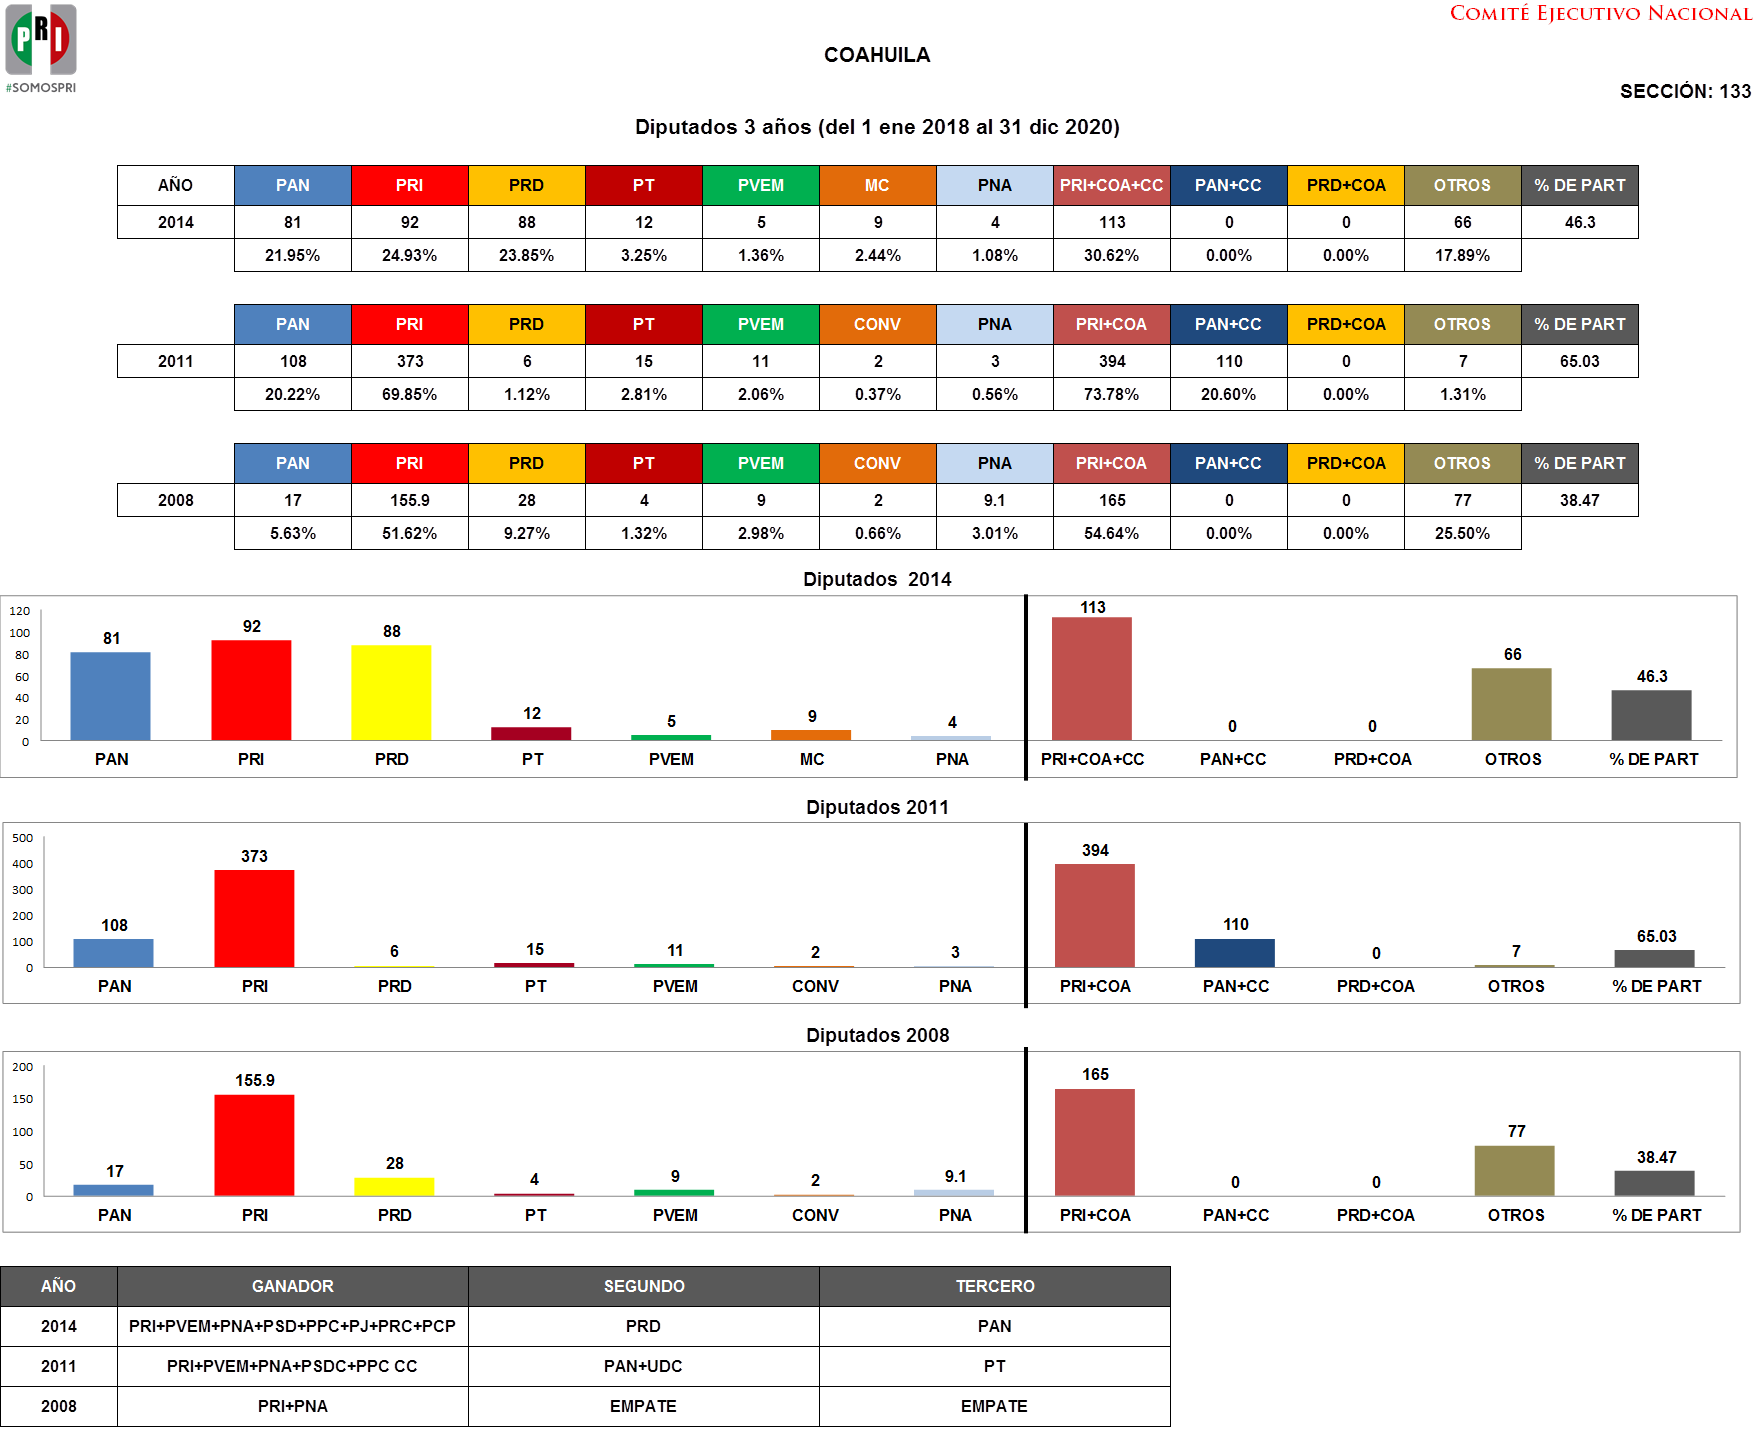 PRI
#SOMOSPRI
COMITÉ EJECUTIVO NACIONAL
COAHUILA
SECCIÓN: 133
Diputados 3 años (del 1 ene 2018 al 31 dic 2020)
AÑO PAN PRI PRD PT PVEM MC PNA PRI+COA+CC PAN+CC PRD+COA OTROS % DE PART
2014 81 92 88 12 5 9 4 113 0 0 66 46.3
21.95% 24.93% 23.85% 3.25% 1.36% 2.44% 1.08% 30.62% 0.00% 0.00% 17.89%
PAN PRI PRD PT PVEM CONV PNA PRI+COA PAN+CC PRD+COA OTROS % DE PART
2011 108 373 6 15 11 2 3 394 110 0 7 65.03
20.22% 69.85% 1.12% 2.81% 2.06% 0.37% 0.56% 73.78% 20.60% 0.00% 1.31%
PAN PRI PRD PT PVEM CONV PNA PRI+COA PAN+CC PRD+COA OTROS % DE PART
2008 17 155.9 28 4 9 2 9.1 165 0 0 77 38.47
5.63% 51.62% 9.27% 1.32% 2.98% 0.66% 3.01% 54.64% 0.00% 0.00% 25.50%
Diputados 2014
120
100
80
60
40
20
0
81 92 88 12 5 9 4 113 0 0 66 46.3
PAN PRI PRD PT PVEM MC PNA PRI+COA+CC PAN+CC PRD+COA OTROS % DE PART
Diputados 2011
500
400
300
200
100
0
108 373 6 15 11 2 3 394 110 0 7 65.03
PAN PRI PRD PT PVEM CONV PNA PRI+COA PAN+CC PRD+COA OTROS % DE PART
Diputados 2008
200
150
100
50
0
17 155.9 28 4 9 2 9.1 165 0 0 77 38.47
PAN PRI PRD PT PVEM CONV PNA PRI+COA PAN+CC PRD+COA OTROS % DE PART
AÑO GANADOR SEGUNDO TERCERO
2014 PRI+PVEM+PNA+PSD+PPC+PJ+PRC+PCP PRD PAN
2011 PRI+PVEM+PNA+PSDC+PPC CC PAN+UDC PT
2008 PRI+PNA EMPATE EMPATE